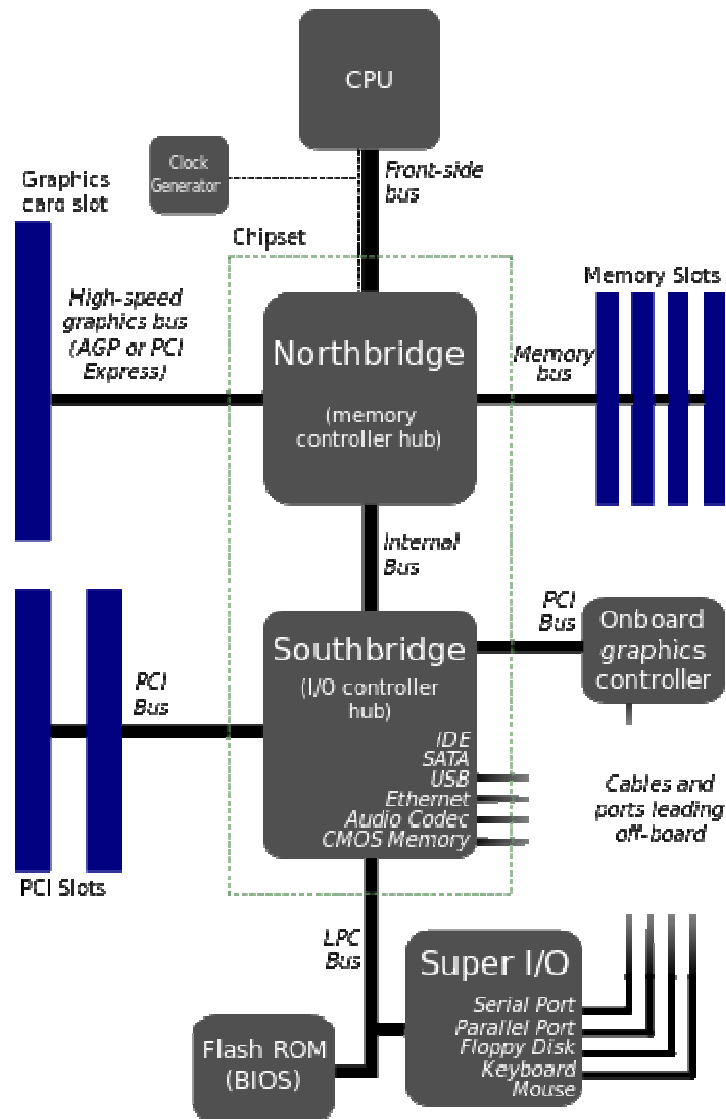 CPU
Clock
Generator
Front-side
bus
Graphics
card slot
Chipset
High-speed
graphics bus
(AGP or PCI
Express)
Northbridge
(memory
controller hub)
Memory
bus
Memory Slots
Internal
Bus
PCI
Bus
Onboard
graphics
controller
Southbridge
(I/O controller
hub)
PCI
Bus
IDE
SATA
USB
Ethernet
Audio Codec
CMOS Memory
Cables and
ports leading
off-board
PCI Slots
LPC
Bus
Super I/O
Serial Port
Parallel Port
Floppy Disk
Keyboard
Mouse
Flash ROM
(BIOS)